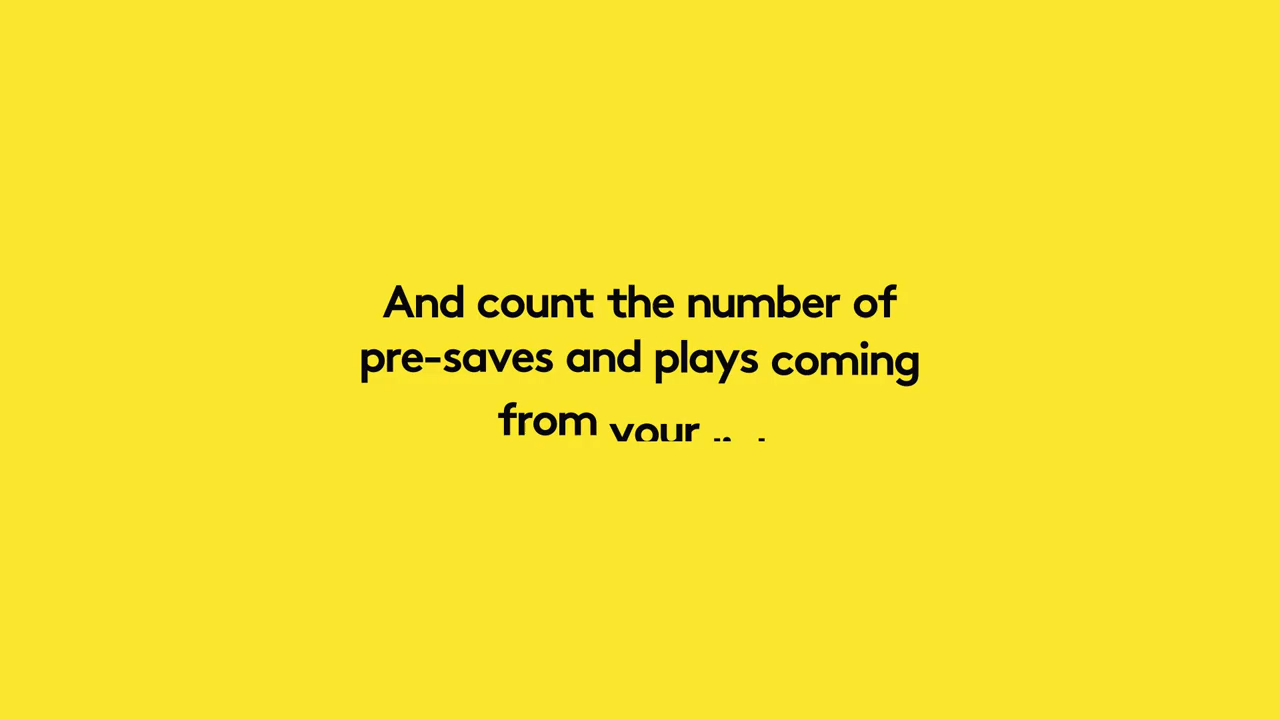 And count the number of
pre-saves and plays coming
from your